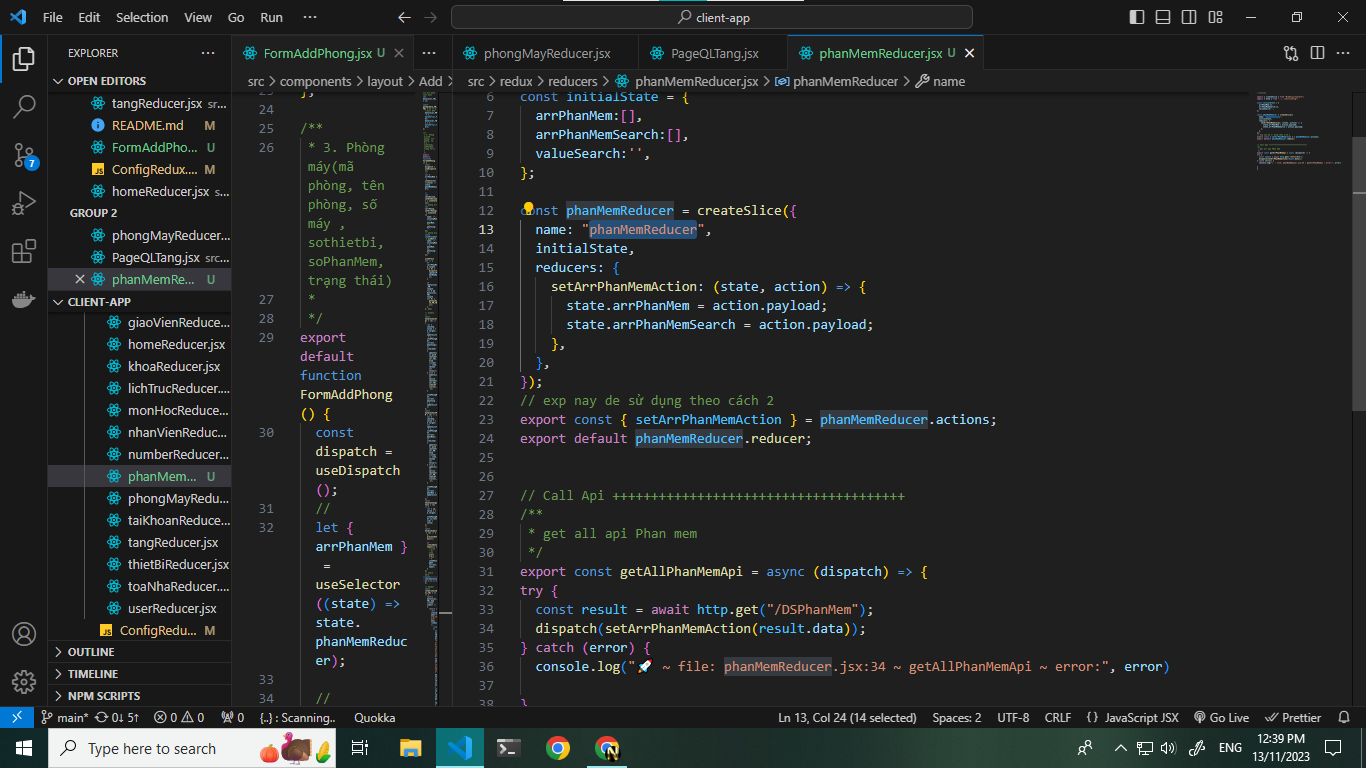 File Edit Selection View Go Run ···
client-app
EXPLORER
OPEN EDITORS
tangReducer.jsx sr...
README.md M
FormAddPho... U
ConfigRedux.... M
homeReducer.jsx s...
GROUP 2
phongMayReducer...
PageQLTang.jsx src...
phanMemRe... U
CLIENT-APP
giaoVienReduce...
homeReducer.jsx
khoaReducer.jsx
lichTrucReducer....
monHocReduce...
nhanVienReduc...
numberReducer...
phanMem... U
phongMayRedu...
taiKhoanReduce...
tangReducer.jsx
thietBiReducer.jsx
toaNhaReducer....
userReducer.jsx
ConfigRedu... M
OUTLINE
TIMELINE
NPM SCRIPTS
FormAddPhong.jsx U
src > components > layout > Add >
24
25 /**
26 * 3. Phòng
máy(mã
phòng, tên
phòng, số
máy ,
sothietbi,
soPhanMem,
trạng thái)
27 *
28 */
29 export
default
function
FormAddPhong
() {
30 const
dispatch =
useDispatch
();
31 //
32 let {
arrPhanMem }
=
useSelector
((state) =>
state.
phanMemReduc
er);
33
34 //
phongMayReducer.jsx PageQLTang.jsx phanMemReducer.jsx U
src > redux > reducers > phanMemReducer.jsx > phanMemReducer > name
6 const initialState = {
7 arrPhanMem:[],
8 arrPhanMemSearch:[],
9 valueSearch:'',
10 };
11
12 const phanMemReducer = createSlice({
13 name: "phanMemReducer",
14 initialState,
15 reducers: {
16 setArrPhanMemAction: (state, action) => {
17 state.arrPhanMem = action.payload;
18 state.arrPhanMemSearch = action.payload;
19 },
20 },
21 });
22 // exp nay de sử dụng theo cách 2
23 export const { setArrPhanMemAction } = phanMemReducer.actions;
24 export default phanMemReducer.reducer;
25
26
27 // Call Api ++++++++++++++++++++++++++++++++++++++
28 /**
29 * get all api Phan mem
30 */
31 export const getAllPhanMemApi = async (dispatch) => {
32 try {
33 const result = await http.get("/DSPhanMem");
34 dispatch(setArrPhanMemAction(result.data));
35 } catch (error) {
36 console.log("🚀 ~ file: phanMemReducer.jsx:34 ~ getAllPhanMemApi ~ error:", error)
37
38 }
main* 0↓ 5↑ 0 0 0 {..} : Scanning.. Quokka
Ln 13, Col 24 (14 selected) Spaces: 2 UTF-8 CRLF { } JavaScript JSX Go Live Prettier
Type here to search
ENG
12:39 PM
13/11/2023